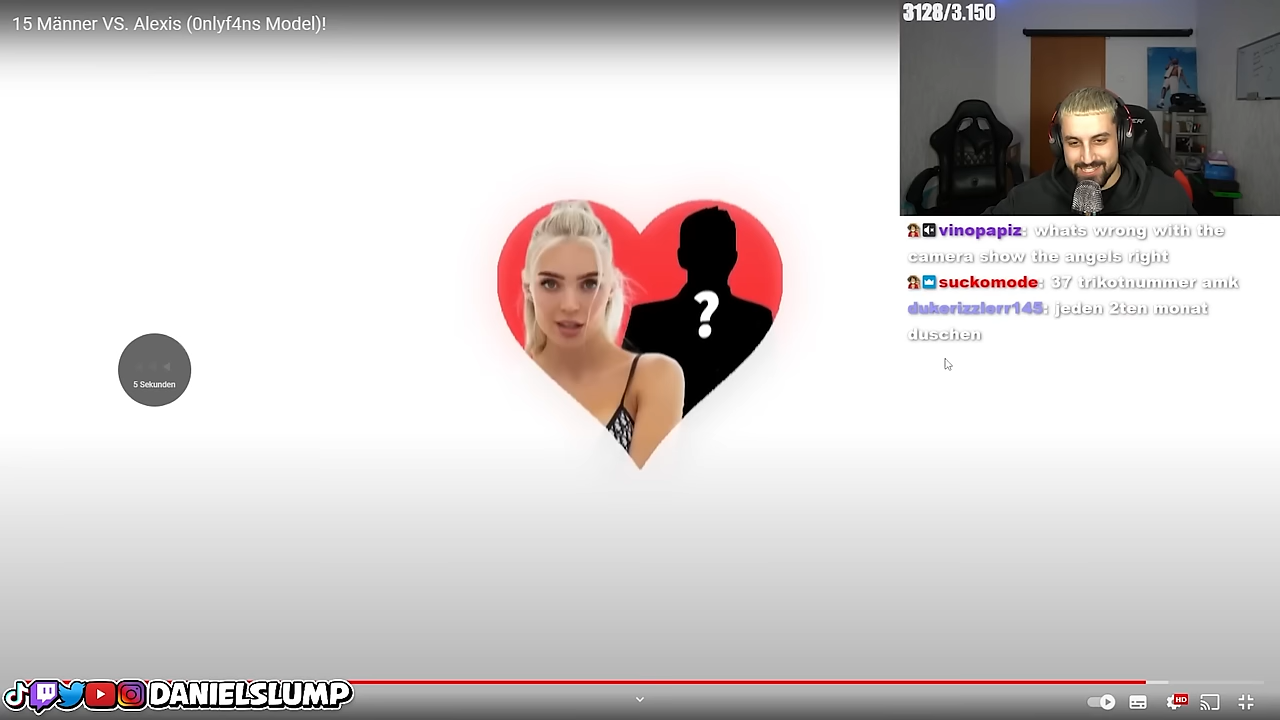 15 Männer VS. Alexis (0nlyf4ns Model)!
3128/3.150
vinopapiz: whats wrong with the
camera show the angels right
suckomode: 37 trikotnummer amk
dukerizzlerr145: jeden 2ten monat
duschen
?
5 Sekunden
DANIELSLUMP
HD